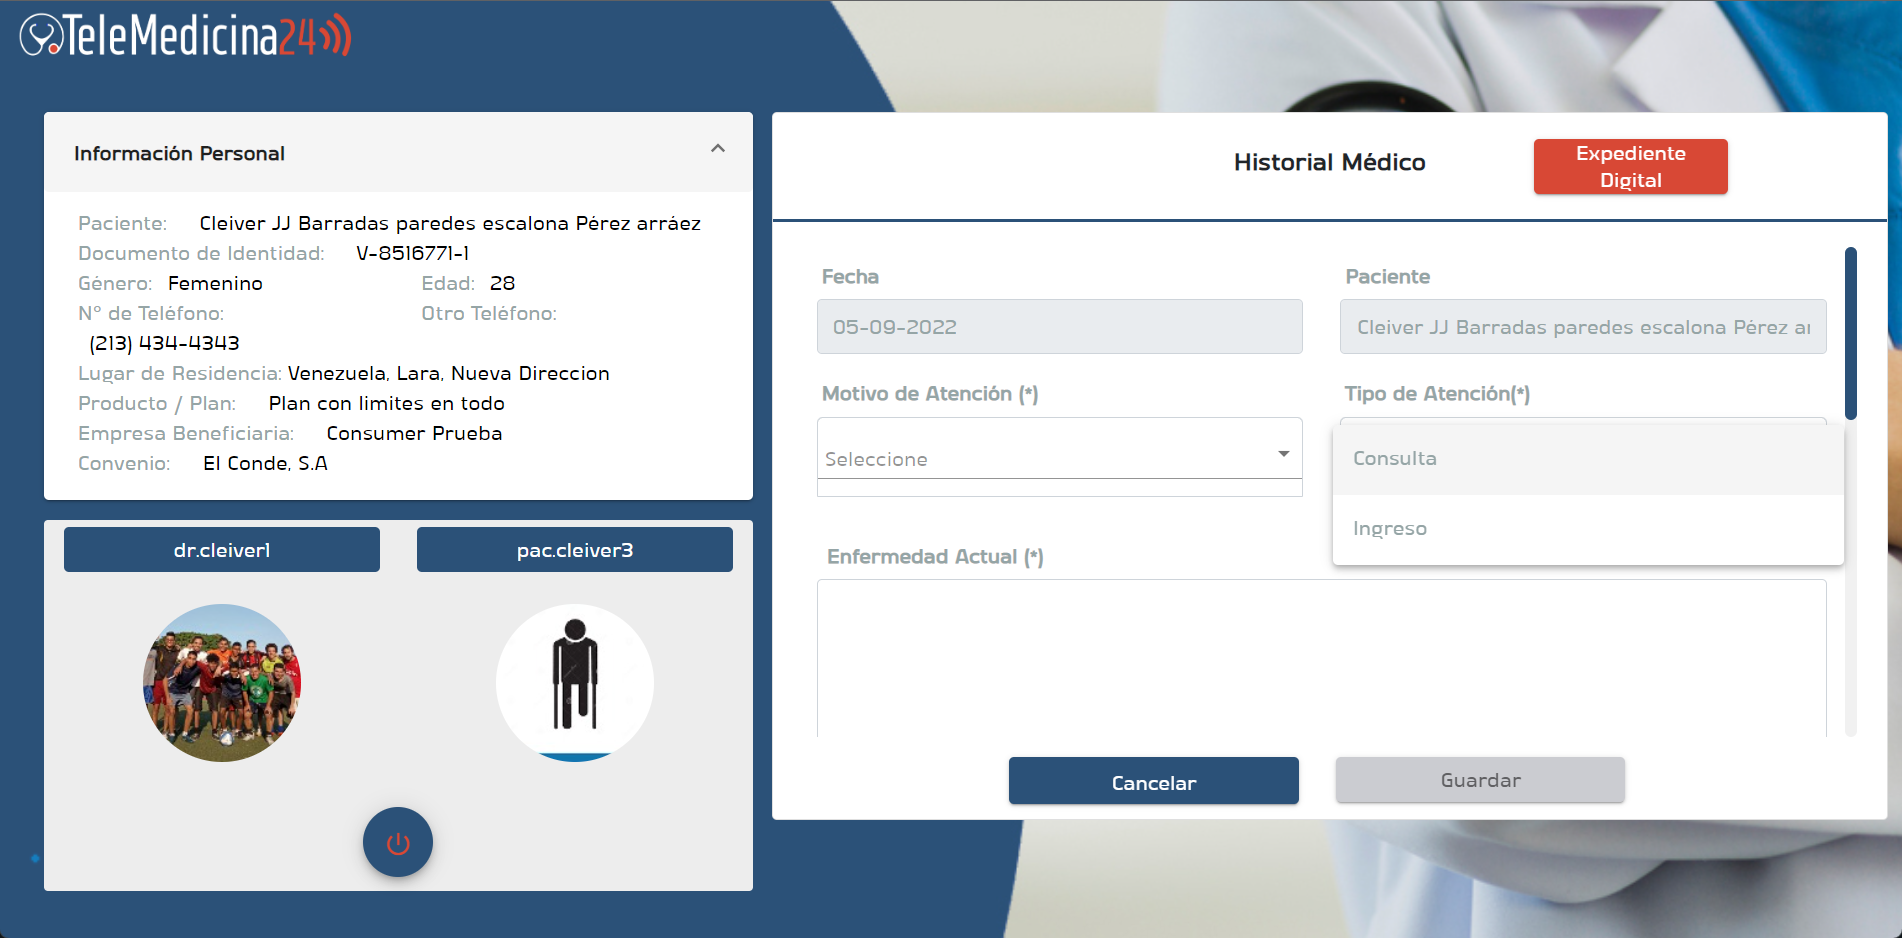 TeleMedicina24
Información Personal
Paciente: Cleiver JJ Barradas paredes escalona Pérez arráez
Documento de Identidad: V-8516771-1
Género: Femenino Edad: 28
N° de Teléfono: Otro Teléfono:
(213) 434-4343
Lugar de Residencia: Venezuela, Lara, Nueva Direccion
Producto / Plan: Plan con limites en todo
Empresa Beneficiaria: Consumer Prueba
Convenio: El Conde, S.A
dr.cleiver1
pac.cleiver3
Historial Médico
Expediente
Digital
Fecha
05-09-2022
Paciente
Cleiver JJ Barradas paredes escalona Pérez ar
Motivo de Atención (*)
Seleccione
Tipo de Atención(*)
Consulta
Ingreso
Enfermedad Actual (*)
Cancelar
Guardar